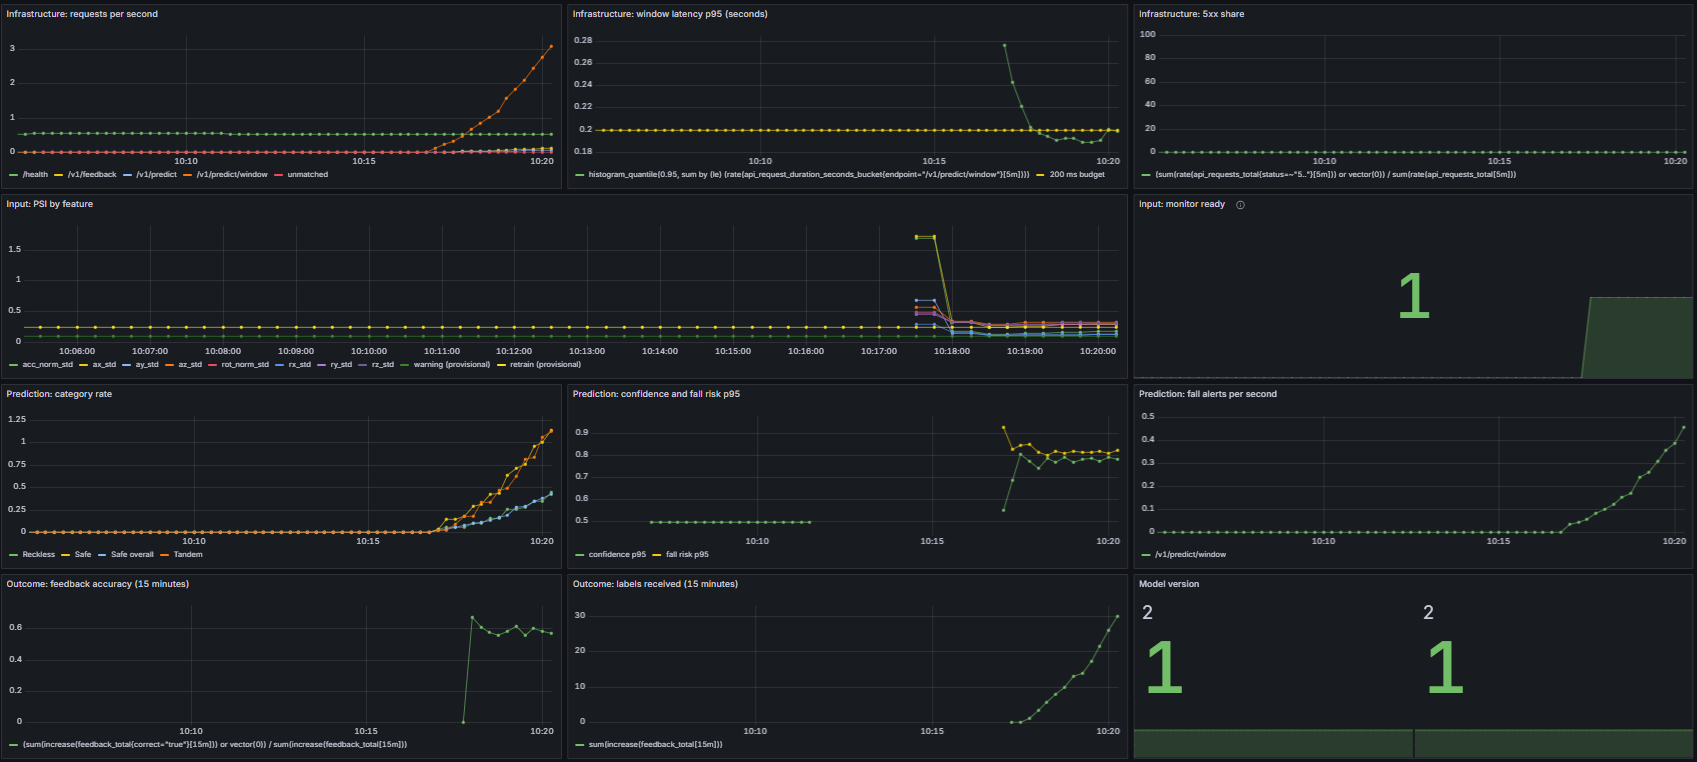 Infrastructure: requests per second
3
2
1
0
10:10 10:15 10:20
/health /v1/feedback /v1/predict /v1/predict/window unmatched
Infrastructure: window latency p95 (seconds)
0.28
0.26
0.24
0.22
0.2
0.18
10:10 10:15 10:20
histogram_quantile(0.95, sum by (le) (rate(api_request_duration_seconds_bucket{endpoint="/v1/predict/window"}[5m]))) 200 ms budget
Infrastructure: 5xx share
100
80
60
40
20
0
10:10 10:15 10:20
(sum(rate(api_requests_total{status=~"5.."}[5m])) or vector(0)) / sum(rate(api_requests_total[5m]))
Input: PSI by feature
1.5
1
0.5
0
10:06:00 10:07:00 10:08:00 10:09:00 10:10:00 10:11:00 10:12:00 10:13:00 10:14:00 10:15:00 10:16:00 10:17:00 10:18:00 10:19:00 10:20:00
acc_norm_std ax_std ay_std az_std rot_norm_std rx_std ry_std rz_std warning (provisional) retrain (provisional)
Input: monitor ready
1
Prediction: category rate
1.25
1
0.75
0.5
0.25
0
10:10 10:15 10:20
Reckless Safe Safe overall Tandem
Prediction: confidence and fall risk p95
0.9
0.8
0.7
0.6
0.5
10:10 10:15 10:20
confidence p95 fall risk p95
Prediction: fall alerts per second
0.5
0.4
0.3
0.2
0.1
0
10:10 10:15 10:20
/v1/predict/window
Outcome: feedback accuracy (15 minutes)
0.6
0.4
0.2
0
10:10 10:15 10:20
(sum(increase(feedback_total{correct="true"}[15m])) or vector(0)) / sum(increase(feedback_total[15m]))
Outcome: labels received (15 minutes)
30
20
10
0
10:10 10:15 10:20
sum(increase(feedback_total[15m]))
Model version
2 2
1 1